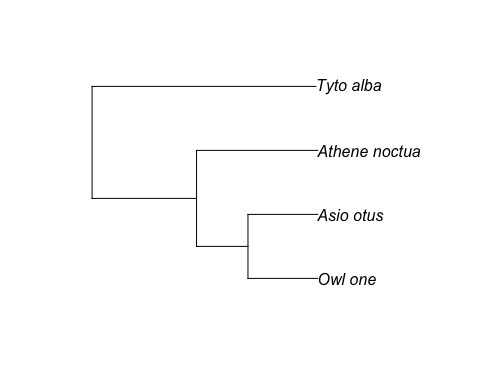 Tyto alba
Athene noctua
Asio otus
Owl one